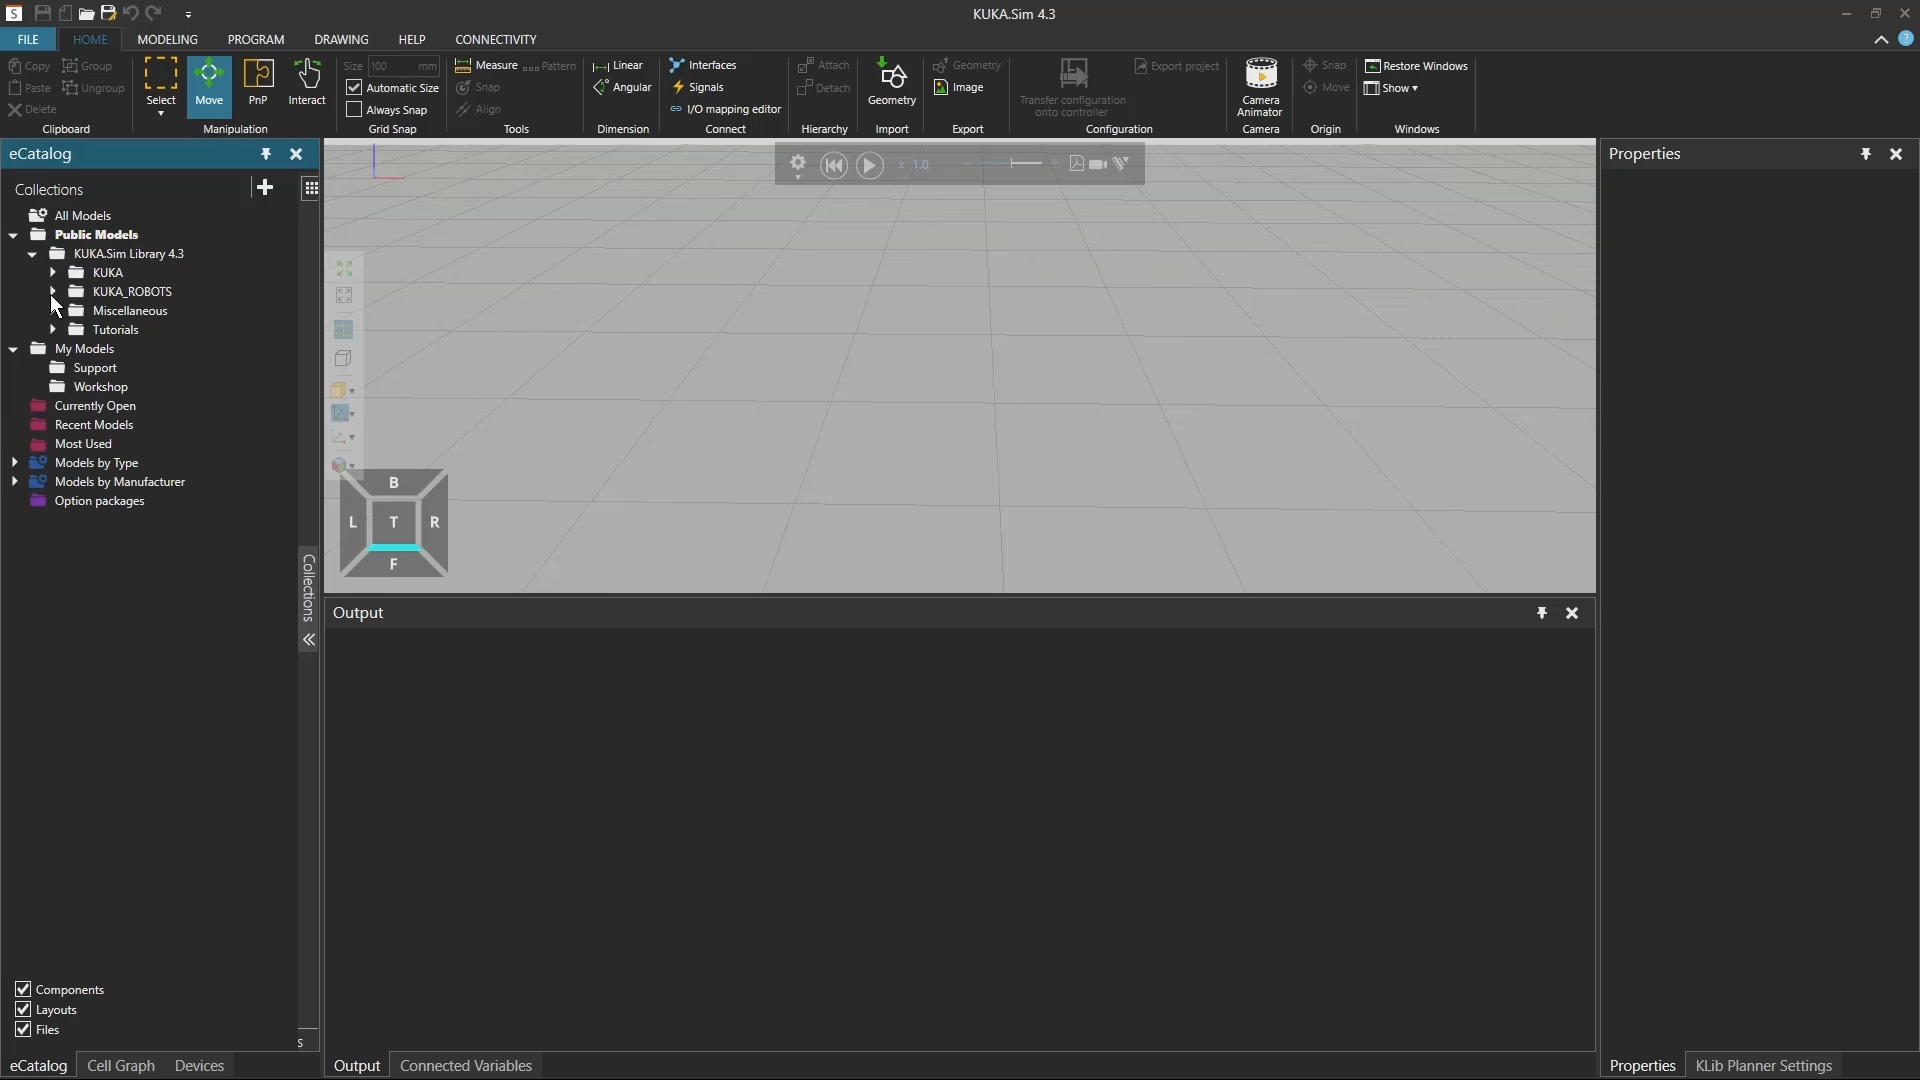 S
KUKA.Sim 4.3
FILE HOME MODELING PROGRAM DRAWING HELP CONNECTIVITY ?
Copy Group Select Move PnP Interact Size 100 mm Measure Pattern Linear Interfaces Attach Geometry Geometry Image Transfer configuration onto controller Export project Camera Animator Snap Restore Windows
Paste Ungroup Automatic Size Snap Angular Signals Detach Move Show
Delete Always Snap Align I/O mapping editor
Clipboard Manipulation Grid Snap Tools Dimension Connect Hierarchy Import Export Configuration Camera Origin Windows
eCatalog
Collections
All Models
Public Models
KUKA.Sim Library 4.3
KUKA
KUKA_ROBOTS
Miscellaneous
Tutorials
My Models
Support
Workshop
Currently Open
Recent Models
Most Used
Models by Type
Models by Manufacturer
Option packages
Collections
Components
Layouts
Files
s
eCatalog Cell Graph Devices
x 1.0
B
L T R
F
Output
Output Connected Variables
Properties
Properties KLib Planner Settings